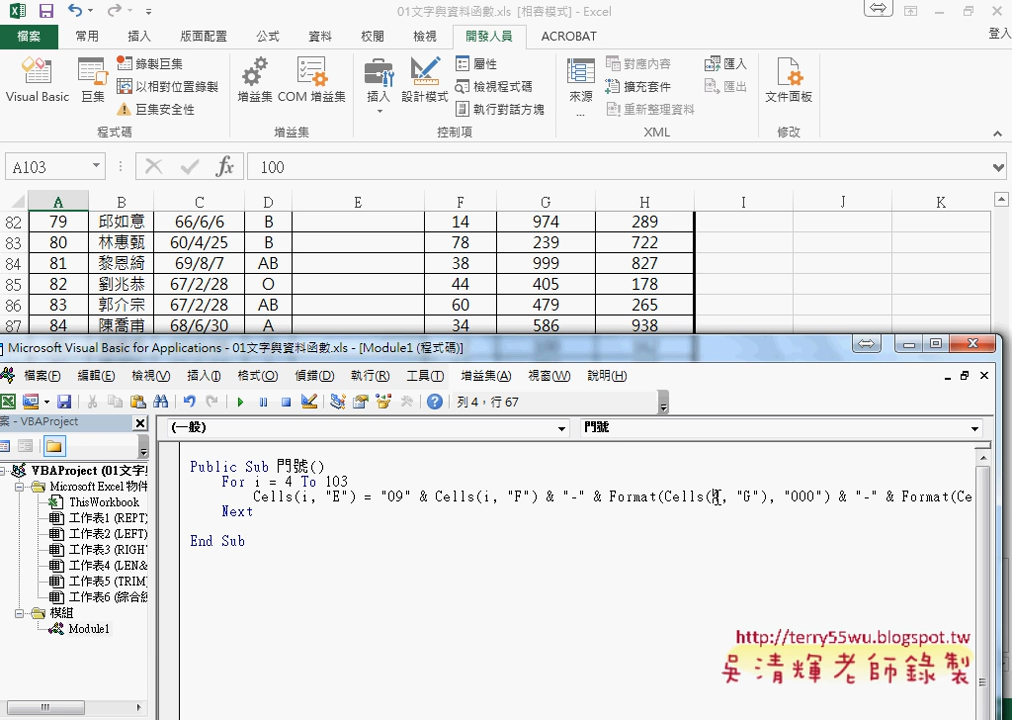 01文字與資料函數.xls [相容模式] - Excel
檔案 常用 插入 版面配置 公式 資料 校閱 檢視 開發人員 ACROBAT 登入
Visual Basic 巨集 錄製巨集 以相對位置錄製 巨集安全性 增益集 COM 增益集 插入 設計模式 屬性 檢視程式碼 執行對話方塊 來源 ... 對應內容 擴充套件 重新整理資料 匯入 匯出 文件面板
程式碼 增益集 控制項 XML 修改
A103 fx 100
A B C D E F G H I J K
82 79 邱如意 66/6/6 B 14 974 289
83 80 林惠甄 60/4/25 B 78 239 722
84 81 黎恩綺 69/8/7 AB 38 999 827
85 82 劉兆恭 67/2/28 O 44 405 178
86 83 郭介宗 67/2/28 AB 60 479 265
87 84 陳喬甫 68/6/30 A 34 586 938
Microsoft Visual Basic for Applications - 01文字與資料函數.xls - [Module1 (程式碼)]
檔案(F) 編輯(E) 檢視(V) 插入(I) 格式(O) 偵錯(D) 執行(R) 工具(T) 增益集(A) 視窗(W) 說明(H)
列 4，行 67
案 - VBAProject
(一般) 門號
VBAProject (01文字與
Microsoft Excel 物件
ThisWorkbook
工作表1 (REPT)
工作表2 (LEFT)
工作表3 (RIGH
工作表4 (LEN&
工作表5 (TRIM
工作表6 (綜合
模組
Module1
Public Sub 門號()
For i = 4 To 103
Cells(i, "E") = "09" & Cells(i, "F") & "-" & Format(Cells(i, "G"), "000") & "-" & Format(Ce
Next
End Sub
http://terry55wu.blogspot.tw
吳清輝老師錄製